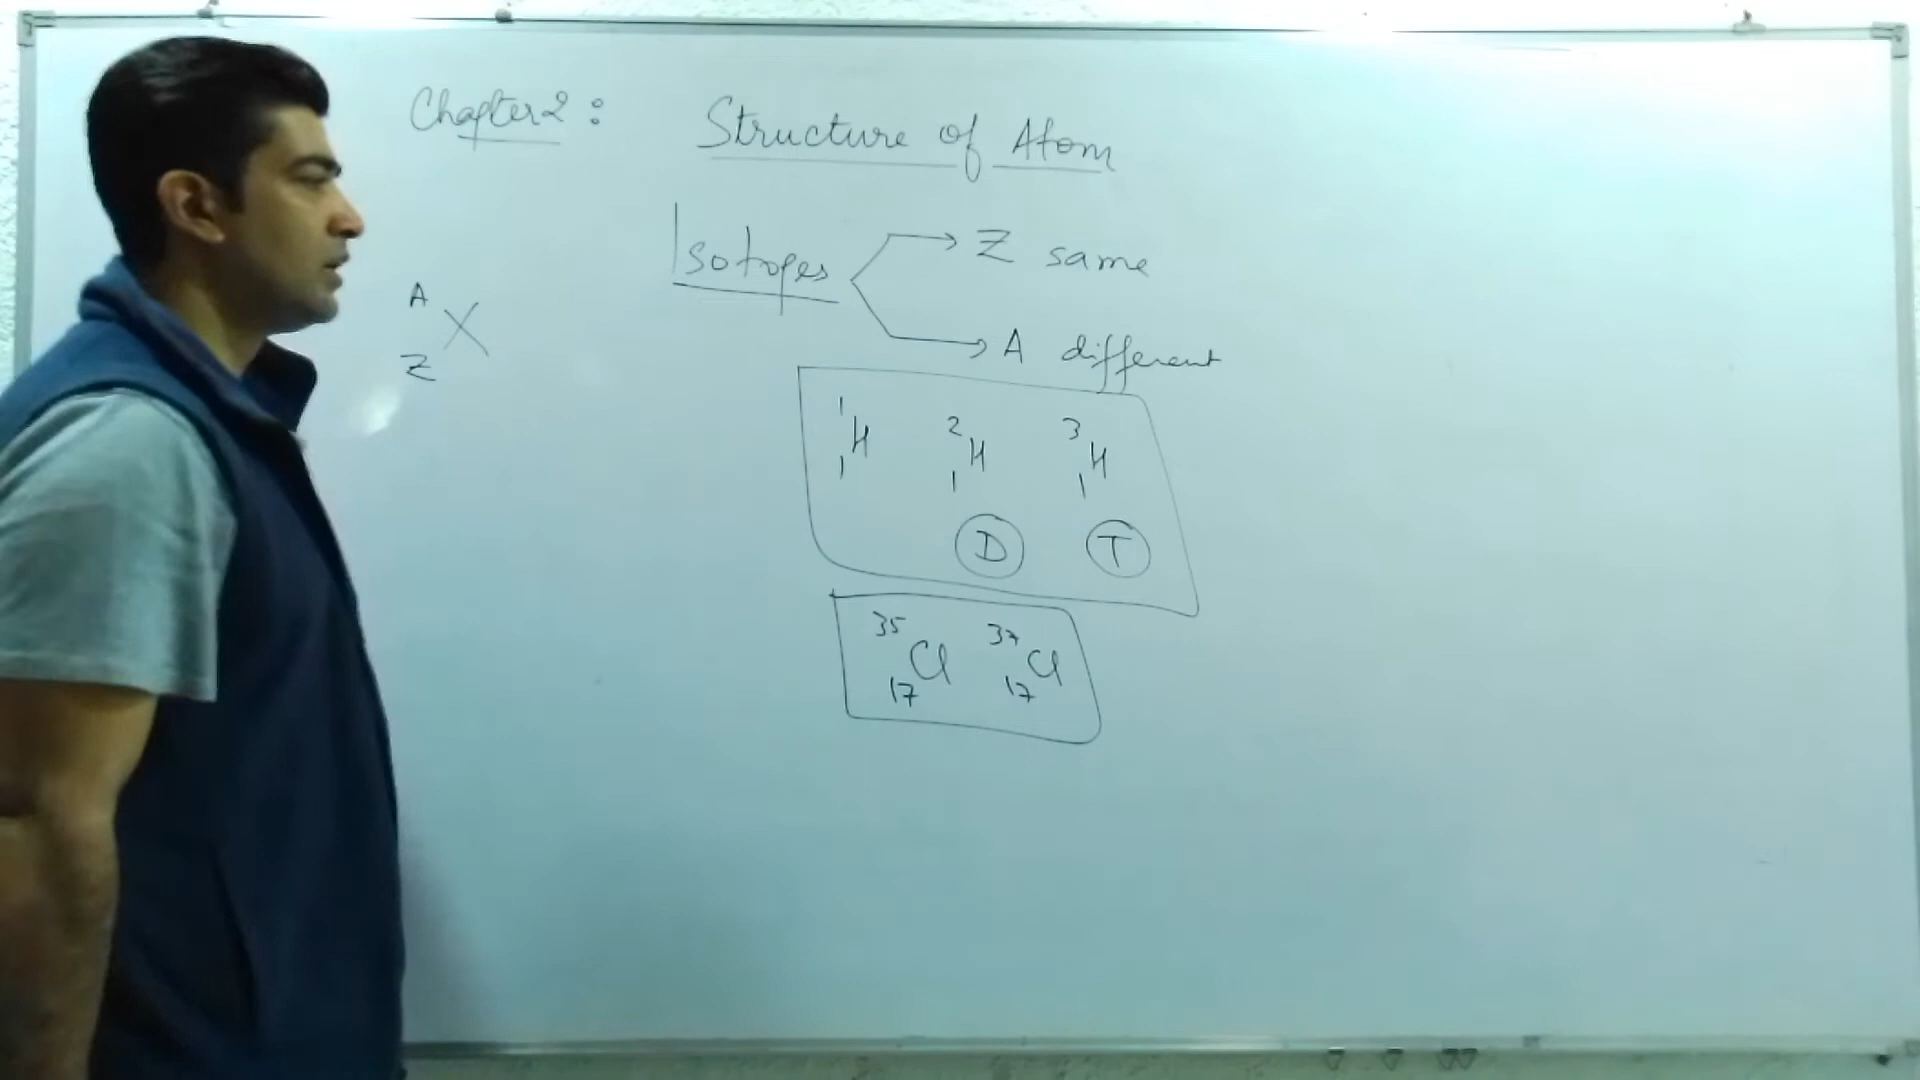 Chapter 2 : Structure of Atom
Isotopes → Z same
→ A different
A
Z X
1 1 H 2 1 H 3 1 H
D T
35 17 Cl 37 17 Cl